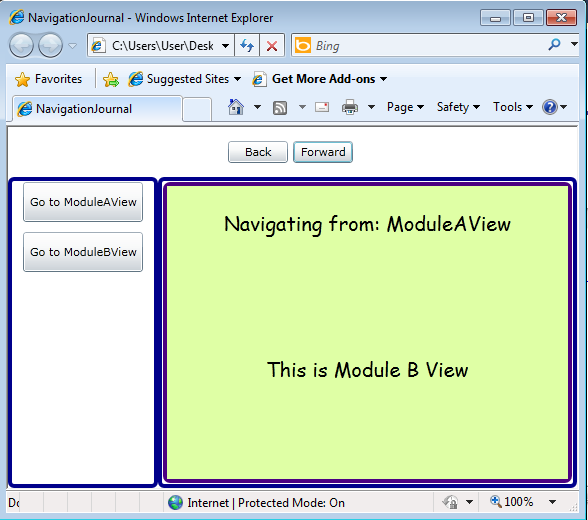 NavigationJournal - Windows Internet Explorer
C:\Users\User\Desk
Bing
Favorites Suggested Sites Get More Add-ons
NavigationJournal Page Safety Tools
Back Forward
Go to ModuleAView
Go to ModuleBView
Navigating from: ModuleAView
This is Module B View
Internet | Protected Mode: On 100%